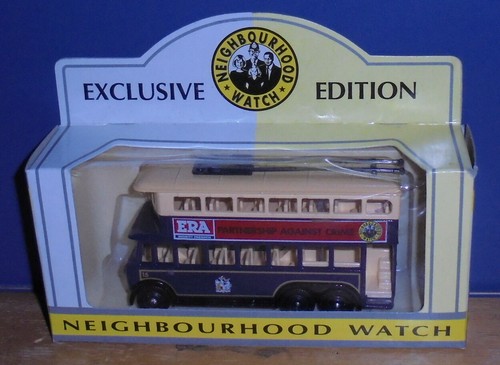 NEIGHBOURHOOD
WATCH
EXCLUSIVE EDITION
ERA
PARTNERSHIP AGAINST CRIME
NEIGHBOURHOOD WATCH